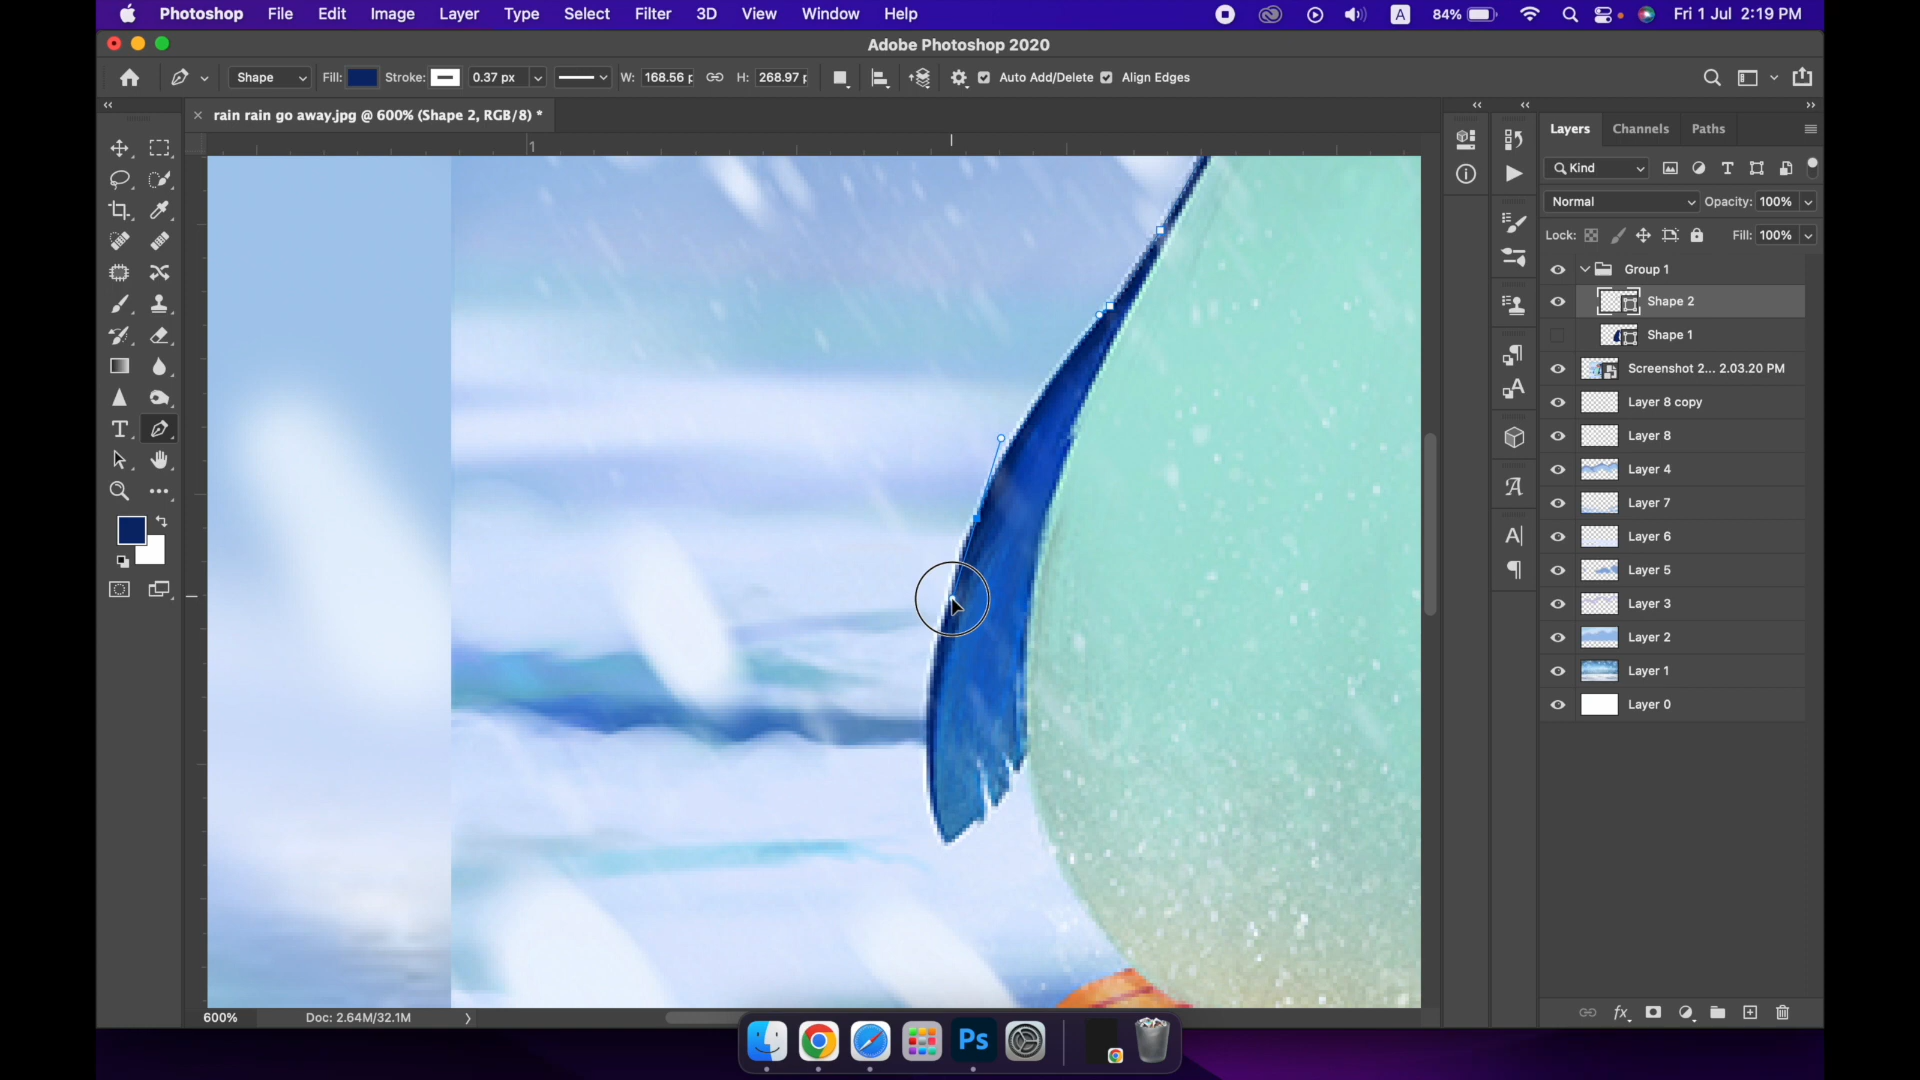 Photoshop File Edit Image Layer Type Select Filter 3D View Window Help A 84% Fri 1 Jul 2:19 PM
Adobe Photoshop 2020
Shape Fill: Stroke: 0.37 px W: 168.56 p H: 268.97 p Auto Add/Delete Align Edges
rain rain go away.jpg @ 600% (Shape 2, RGB/8) *
1
Layers Channels Paths
Kind
Normal Opacity: 100%
Lock: Fill: 100%
Group 1
Shape 2
Shape 1
Screenshot 2... 2.03.20 PM
Layer 8 copy
Layer 8
Layer 4
Layer 7
Layer 6
Layer 5
Layer 3
Layer 2
Layer 1
Layer 0
600% Doc: 2.64M/32.1M
fx
Ps